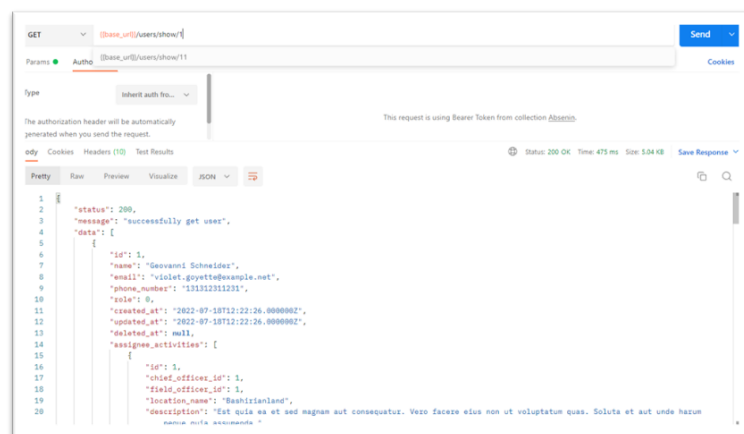 GET {{base_url}}/users/show/1 Send
{{base_url}}/users/show/11
Params Autho Cookies
Type Inherit auth fro...
The authorization header will be automatically
generated when you send the request.
This request is using Bearer Token from collection Absenin.
ody Cookies Headers (10) Test Results Status: 200 OK Time: 475 ms Size: 5.04 KB Save Response
Pretty Raw Preview Visualize JSON
1 {
2 "status": 200,
3 "message": "successfully get user",
4 "data": [
5 {
6 "id": 1,
7 "name": "Geovanni Schneider",
8 "email": "violet.goyette@example.net",
9 "phone_number": "131312311231",
10 "role": 0,
11 "created_at": "2022-07-18T12:22:26.000000Z",
12 "updated_at": "2022-07-18T12:22:26.000000Z",
13 "deleted_at": null,
14 "assignee_activities": [
15 {
16 "id": 1,
17 "chief_officer_id": 1,
18 "field_officer_id": 1,
19 "location_name": "Bashirianland",
20 "description": "Est quia ea et sed magnam aut consequatur. Vero facere eius non ut voluptatum quas. Soluta et aut unde harum
neque quia assumenda."